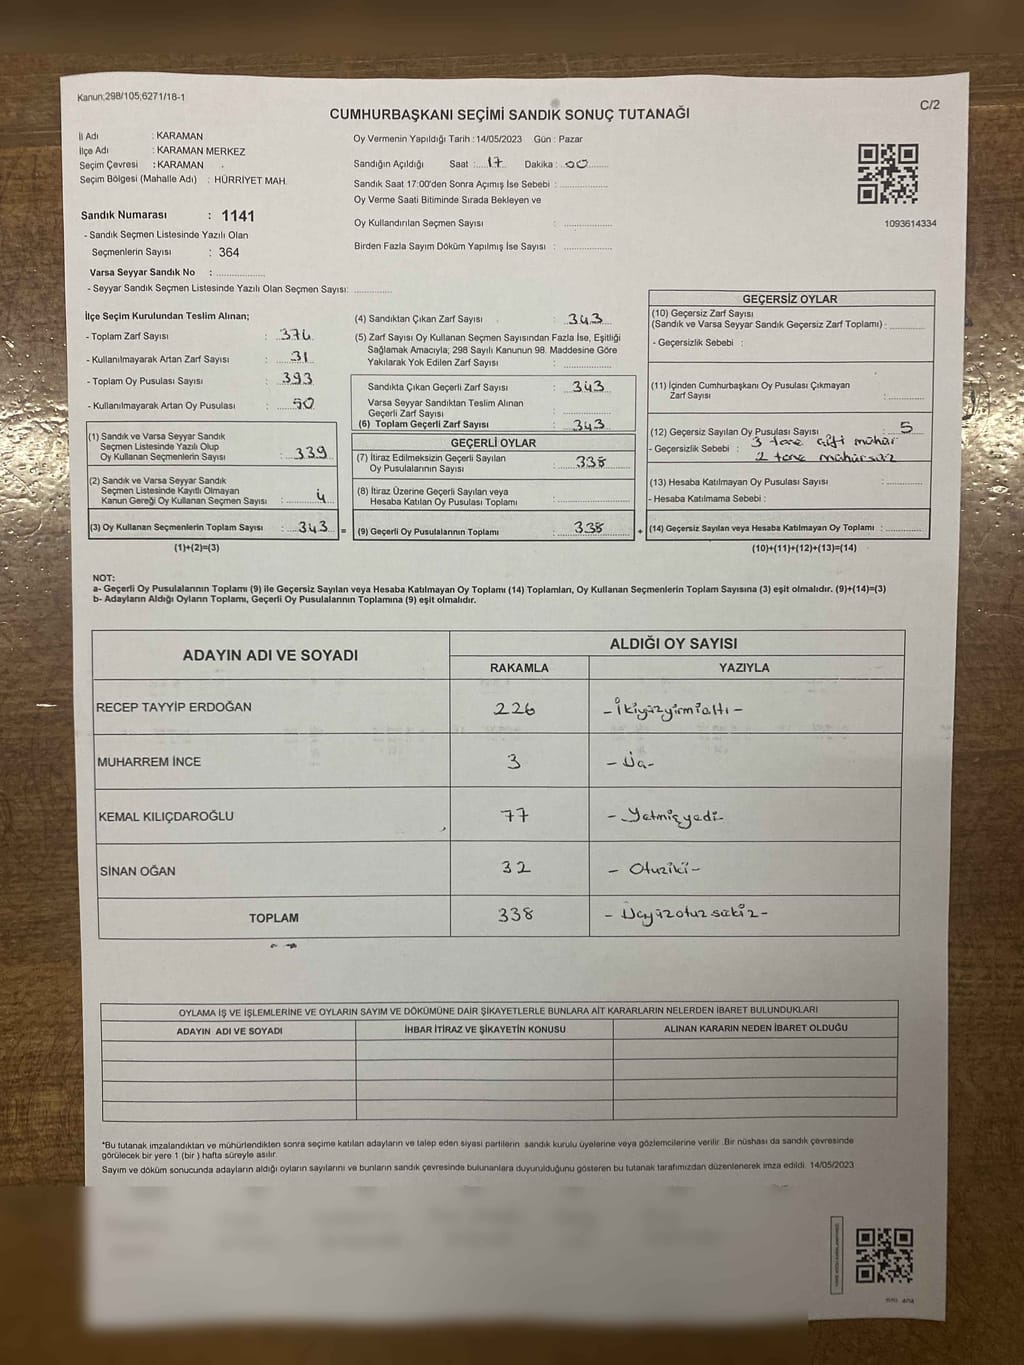 Kanun;298/105;6271/18-1
C/2
CUMHURBAŞKANI SEÇİMİ SANDIK SONUÇ TUTANAĞI
İl Adı : KARAMAN
İlçe Adı : KARAMAN MERKEZ
Seçim Çevresi : KARAMAN
Seçim Bölgesi (Mahalle Adı) : HÜRRİYET MAH.
Sandık Numarası : 1141
- Sandık Seçmen Listesinde Yazılı Olan
Seçmenlerin Sayısı : 364
Varsa Seyyar Sandık No : ................
- Seyyar Sandık Seçmen Listesinde Yazılı Olan Seçmen Sayısı: ............
Oy Vermenin Yapıldığı Tarih : 14/05/2023 Gün : Pazar
Sandığın Açıldığı Saat : 17 Dakika : 00
Sandık Saat 17:00'den Sonra Açımış İse Sebebi : ................
Oy Verme Saati Bitiminde Sırada Bekleyen ve
Oy Kullandırılan Seçmen Sayısı : ................
Birden Fazla Sayım Döküm Yapılmış İse Sayısı : ................
1093614334
İlçe Seçim Kurulundan Teslim Alınan;
- Toplam Zarf Sayısı : 374
- Kullanılmayarak Artan Zarf Sayısı : 31
- Toplam Oy Pusulası Sayısı : 393
- Kullanılmayarak Artan Oy Pusulası : 50
(1) Sandık ve Varsa Seyyar Sandık
Seçmen Listesinde Yazılı Olup
Oy Kullanan Seçmenlerin Sayısı : 339
(2) Sandık ve Varsa Seyyar Sandık
Seçmen Listesinde Kayıtlı Olmayan
Kanun Gereği Oy Kullanan Seçmen Sayısı : 4
(3) Oy Kullanan Seçmenlerin Toplam Sayısı : 343 =
(1)+(2)=(3)
(4) Sandıktan Çıkan Zarf Sayısı : 343
(5) Zarf Sayısı Oy Kullanan Seçmen Sayısından Fazla İse, Eşitliği
Sağlamak Amacıyla; 298 Sayılı Kanunun 98. Maddesine Göre
Yakılarak Yok Edilen Zarf Sayısı : ................
Sandıkta Çıkan Geçerli Zarf Sayısı : 343
Varsa Seyyar Sandıktan Teslim Alınan
Geçerli Zarf Sayısı : ................
(6) Toplam Geçerli Zarf Sayısı : 343
GEÇERLİ OYLAR
(7) İtiraz Edilmeksizin Geçerli Sayılan
Oy Pusulalarının Sayısı : 338
(8) İtiraz Üzerine Geçerli Sayılan veya
Hesaba Katılan Oy Pusulası Toplamı : ................
(9) Geçerli Oy Pusulalarının Toplamı : 338 +
GEÇERSİZ OYLAR
(10) Geçersiz Zarf Sayısı
(Sandık ve Varsa Seyyar Sandık Geçersiz Zarf Toplamı) : ............
- Geçersizlik Sebebi :
(11) İçinden Cumhurbaşkanı Oy Pusulası Çıkmayan
Zarf Sayısı : ............
(12) Geçersiz Sayılan Oy Pusulası Sayısı : 5
- Geçersizlik Sebebi : 3 tane çift mühür
2 tane mühürsüz
(13) Hesaba Katılmayan Oy Pusulası Sayısı : ............
- Hesaba Katılmama Sebebi :
(14) Geçersiz Sayılan veya Hesaba Katılmayan Oy Toplamı : ............
(10)+(11)+(12)+(13)=(14)
NOT:
a- Geçerli Oy Pusulalarının Toplamı (9) ile Geçersiz Sayılan veya Hesaba Katılmayan Oy Toplamı (14) Toplamları, Oy Kullanan Seçmenlerin Toplam Sayısına (3) eşit olmalıdır. (9)+(14)=(3)
b- Adayların Aldığı Oyların Toplamı, Geçerli Oy Pusulalarının Toplamına (9) eşit olmalıdır.
ADAYIN ADI VE SOYADI ALDIĞI OY SAYISI
RAKAMLA YAZIYLA
RECEP TAYYİP ERDOĞAN 226 - İkiyüzyirmialtı -
MUHARREM İNCE 3 - Üç -
KEMAL KILIÇDAROĞLU 77 - Yetmişyedi -
SİNAN OĞAN 32 - Otuziki -
TOPLAM 338 - Üçyüzotuzsekiz -
OYLAMA İŞ VE İŞLEMLERİNE VE OYLARIN SAYIM VE DÖKÜMÜNE DAİR ŞİKAYETLERLE BUNLARA AİT KARARLARIN NELERDEN İBARET BULUNDUKLARI
ADAYIN ADI VE SOYADI İHBAR İTİRAZ VE ŞİKAYETİN KONUSU ALINAN KARARIN NEDEN İBARET OLDUĞU
*Bu tutanak imzalandıktan ve mühürlendikten sonra seçime katılan adayların ve talep eden siyasi partilerin sandık kurulu üyelerine veya gözlemcilerine verilir .Bir nüshası da sandık çevresinde
görülecek bir yere 1 (bir ) hafta süreyle asılır.
Sayım ve döküm sonucunda adayların aldığı oyların sayılarını ve bunların sandık çevresinde bulunanlara duyurulduğunu gösteren bu tutanak tarafımızdan düzenlenerek imza edildi. 14/05/2023